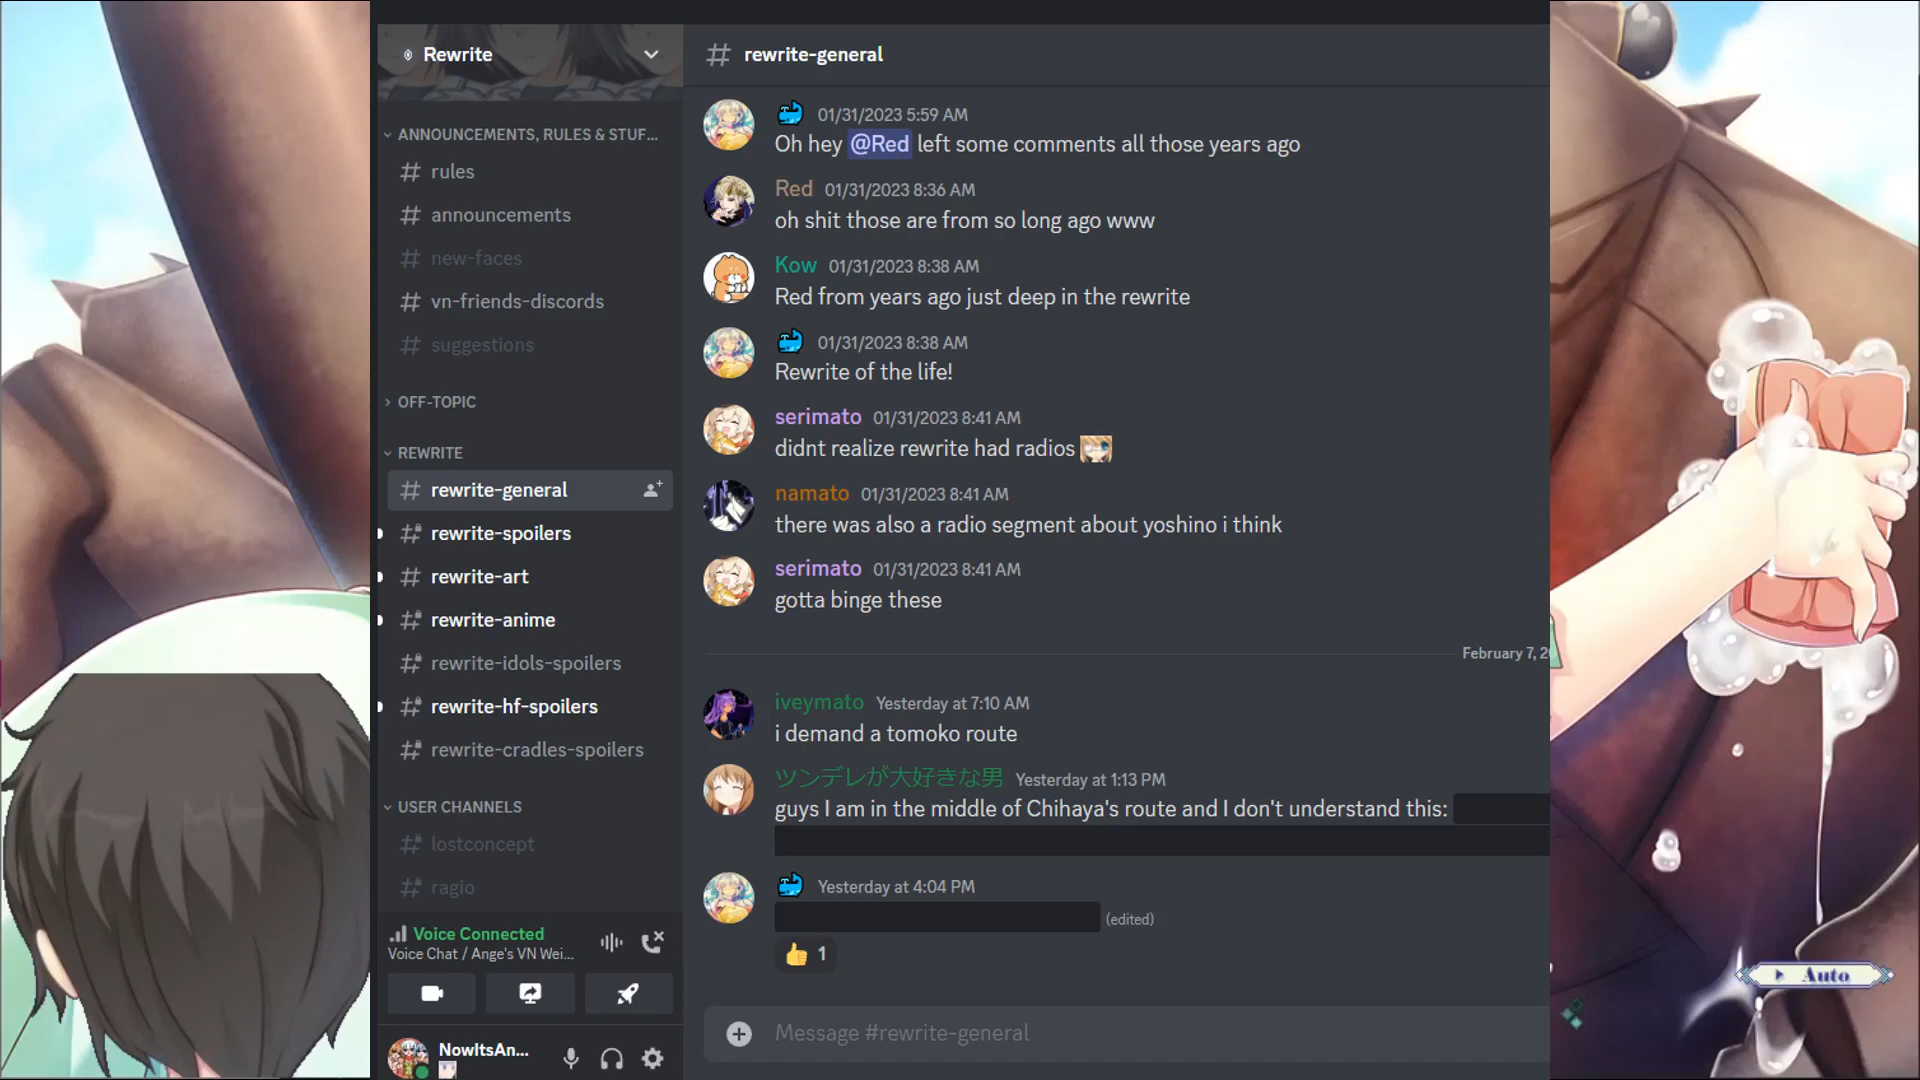 Rewrite
ANNOUNCEMENTS, RULES & STUF...
rules
announcements
new-faces
vn-friends-discords
suggestions
OFF-TOPIC
REWRITE
rewrite-general
rewrite-spoilers
rewrite-art
rewrite-anime
rewrite-idols-spoilers
rewrite-hf-spoilers
rewrite-cradles-spoilers
USER CHANNELS
lostconcept
ragio
Voice Connected
Voice Chat / Ange's VN Wei...
NowItsAn...
rewrite-general
01/31/2023 5:59 AM
Oh hey @Red left some comments all those years ago
Red 01/31/2023 8:36 AM
oh shit those are from so long ago www
Kow 01/31/2023 8:38 AM
Red from years ago just deep in the rewrite
01/31/2023 8:38 AM
Rewrite of the life!
serimato 01/31/2023 8:41 AM
didnt realize rewrite had radios
namato 01/31/2023 8:41 AM
there was also a radio segment about yoshino i think
serimato 01/31/2023 8:41 AM
gotta binge these
February 7, 2
iveymato Yesterday at 7:10 AM
i demand a tomoko route
ツンデレが大好きな男 Yesterday at 1:13 PM
guys I am in the middle of Chihaya's route and I don't understand this:
Yesterday at 4:04 PM
(edited)
1
Message #rewrite-general
Auto